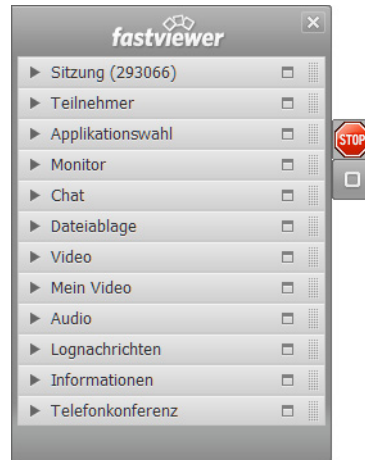 fastviewer
Sitzung (293066)
Teilnehmer
Applikationswahl
Monitor
STOP
Chat
Dateiablage
Video
Mein Video
Audio
Lognachrichten
Informationen
Telefonkonferenz